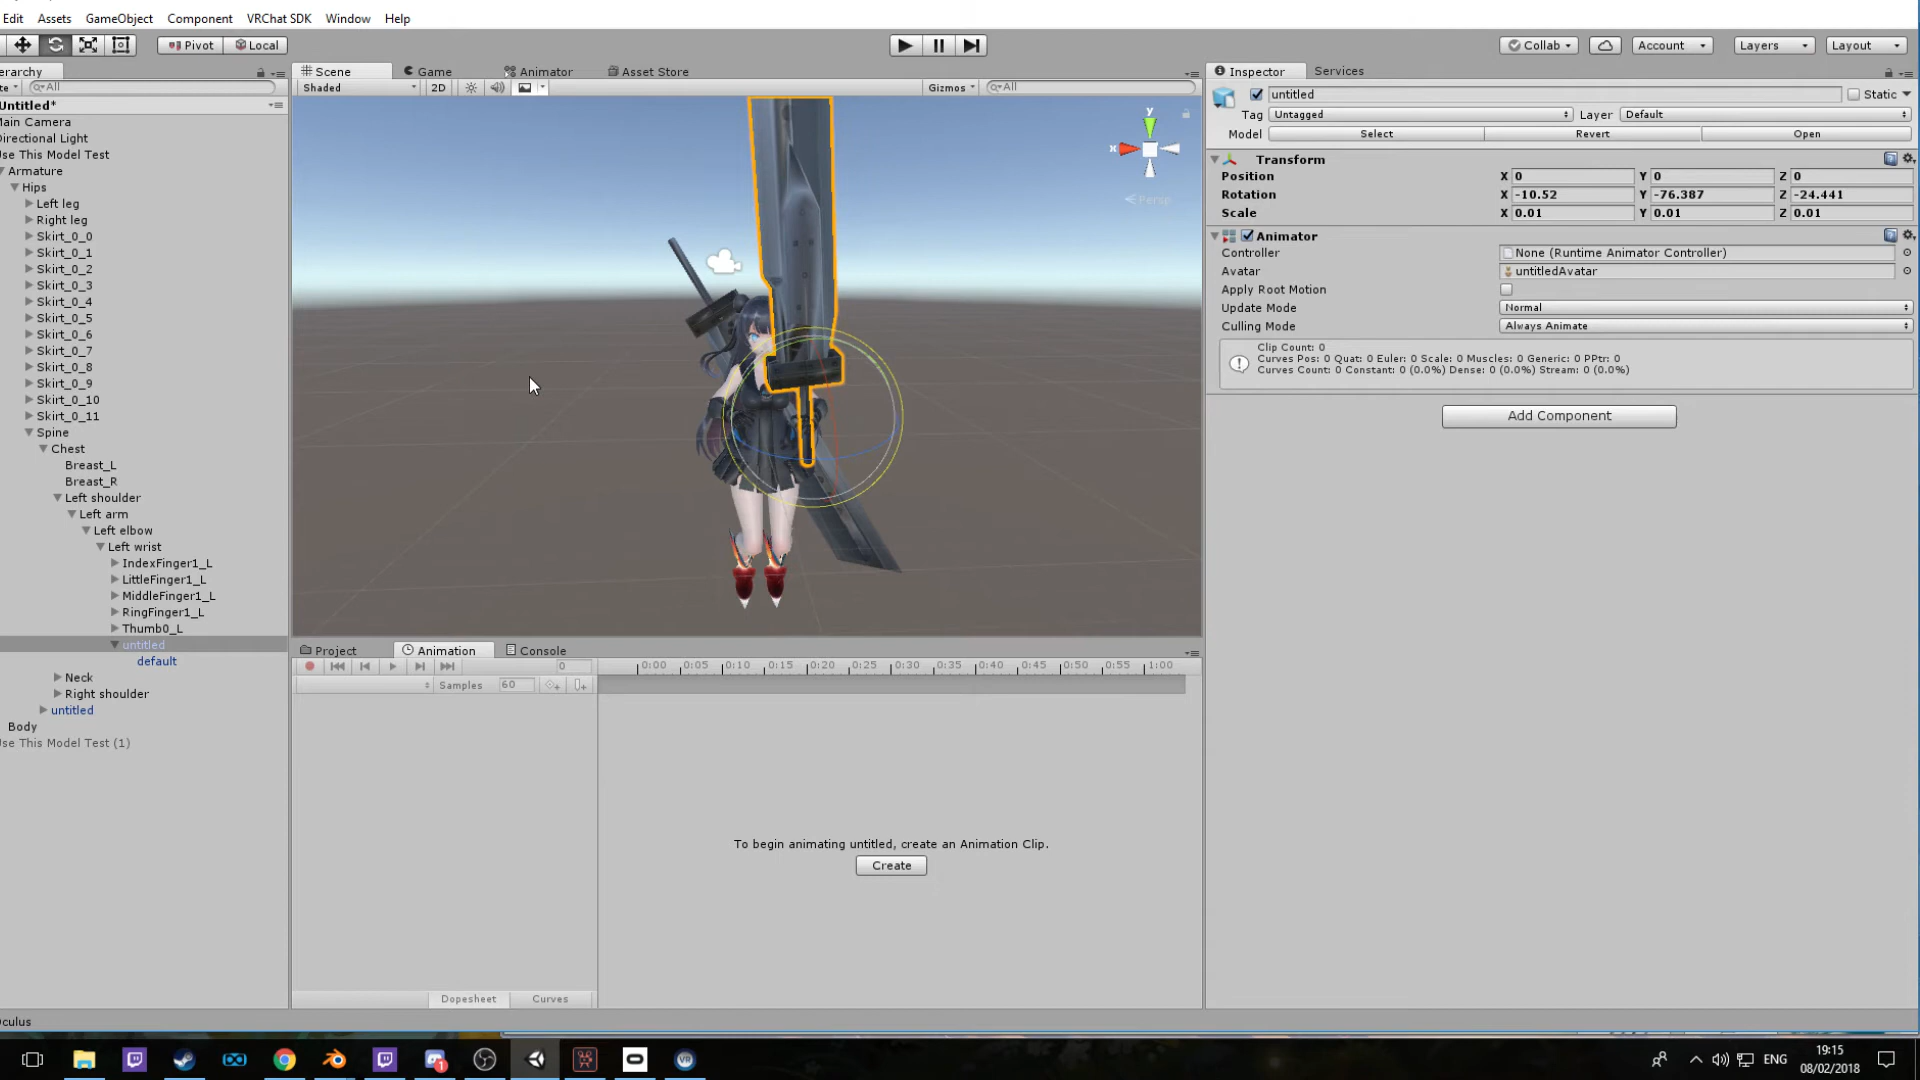 Edit Assets GameObject Component VRChat SDK Window Help
Pivot Local Collab Account Layers Layout
erarchy Scene Game Animator Asset Store Inspector Services
te All Shaded 2D Gizmos All
untitled Static
Tag Untagged Layer Default
Model Select Revert Open
Transform
Position X 0 Y 0 Z 0
Rotation X -10.52 Y -76.387 Z -24.441
Scale X 0.01 Y 0.01 Z 0.01
Animator
Controller None (Runtime Animator Controller)
Avatar untitledAvatar
Apply Root Motion
Update Mode Normal
Culling Mode Always Animate
Clip Count: 0
Curves Pos: 0 Quat: 0 Euler: 0 Scale: 0 Muscles: 0 Generic: 0 PPtr: 0
Curves Count: 0 Constant: 0 (0.0%) Dense: 0 (0.0%) Stream: 0 (0.0%)
Add Component
y
x
Persp
Untitled*
Main Camera
Directional Light
Use This Model Test
Armature
Hips
Left leg
Right leg
Skirt_0_0
Skirt_0_1
Skirt_0_2
Skirt_0_3
Skirt_0_4
Skirt_0_5
Skirt_0_6
Skirt_0_7
Skirt_0_8
Skirt_0_9
Skirt_0_10
Skirt_0_11
Spine
Chest
Breast_L
Breast_R
Left shoulder
Left arm
Left elbow
Left wrist
IndexFinger1_L
LittleFinger1_L
MiddleFinger1_L
RingFinger1_L
Thumb0_L
untitled
default
Neck
Right shoulder
untitled
Body
Use This Model Test (1)
Project Animation Console
0 0:00 0:05 0:10 0:15 0:20 0:25 0:30 0:35 0:40 0:45 0:50 0:55 1:00
Samples 60
To begin animating untitled, create an Animation Clip.
Create
Dopesheet Curves
culus
ENG
19:15
08/02/2018